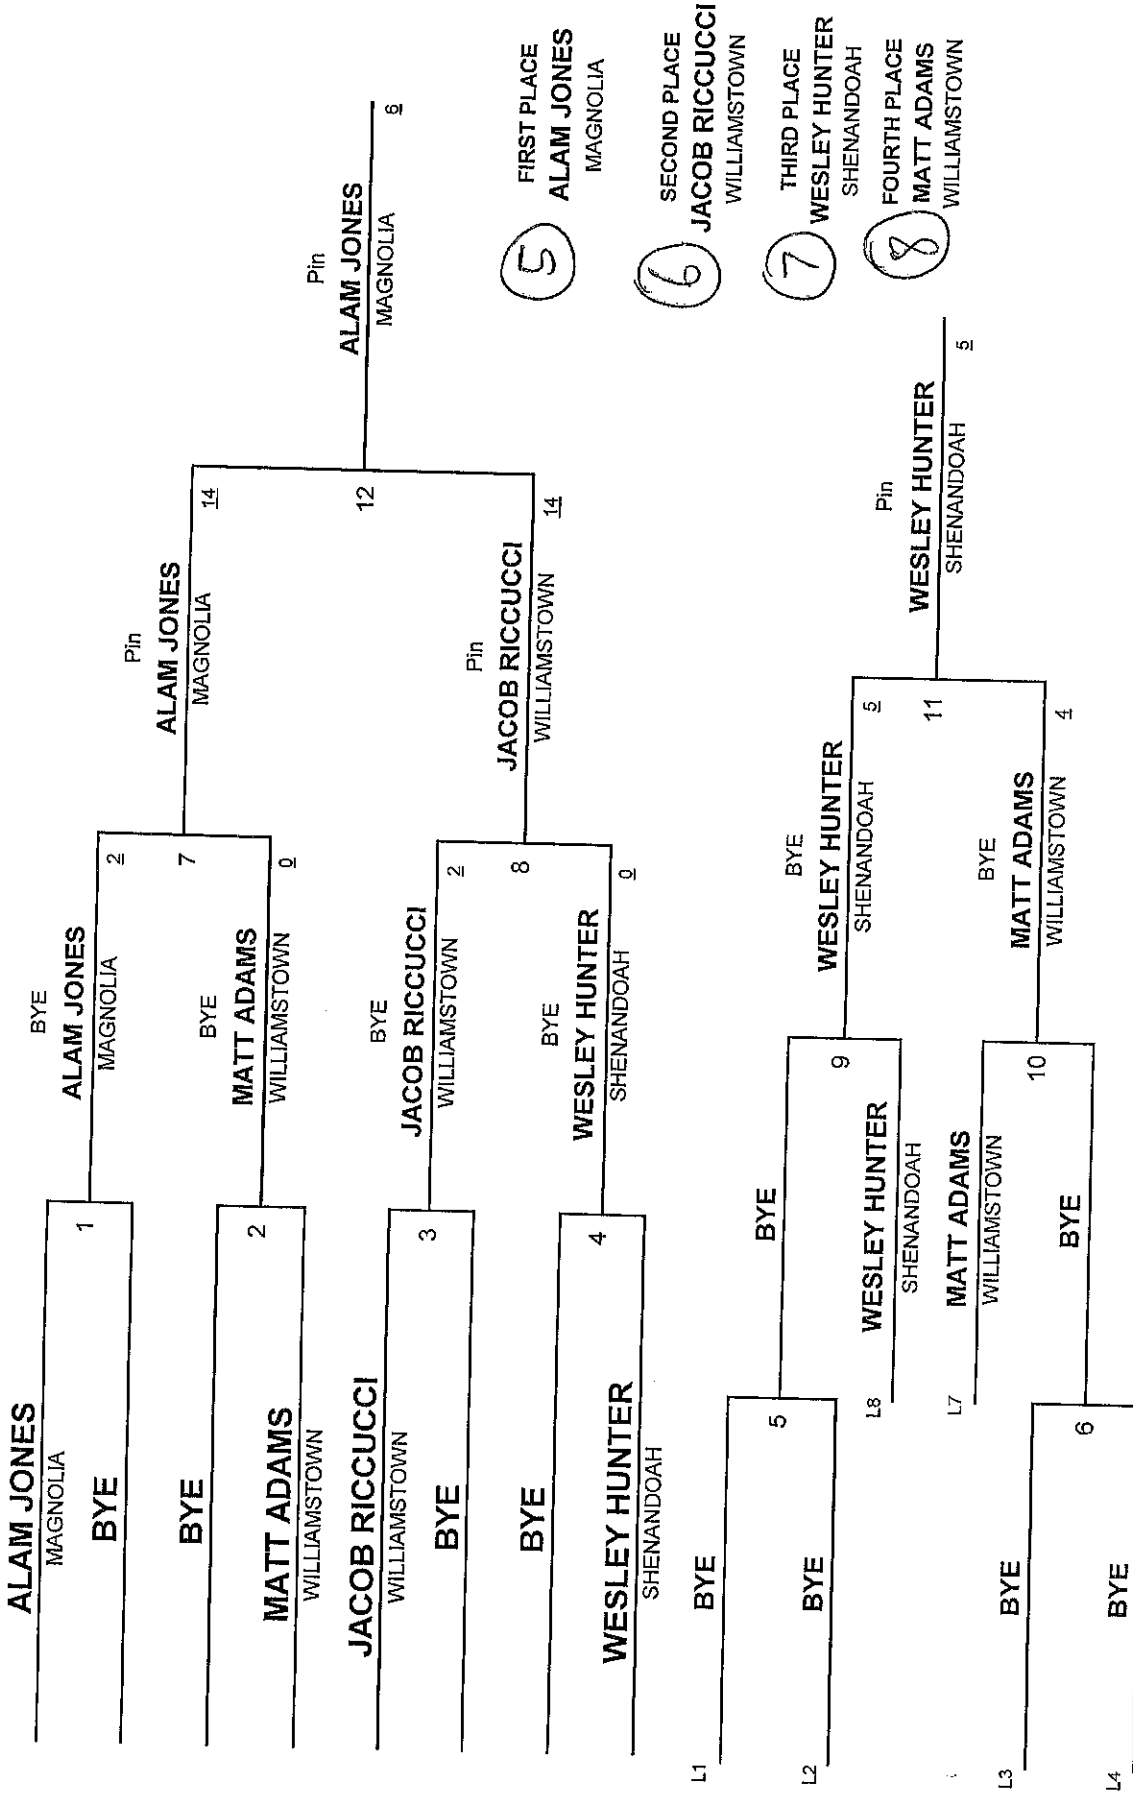 ALAM JONES
MAGNOLIA
1
BYE
BYE
2
MATT ADAMS
WILLIAMSTOWN
JACOB RICCUCCI
WILLIAMSTOWN
3
BYE
BYE
4
WESLEY HUNTER
SHENANDOAH
BYE
ALAM JONES
MAGNOLIA
2
7
BYE
MATT ADAMS
WILLIAMSTOWN
0
BYE
JACOB RICCUCCI
WILLIAMSTOWN
2
8
BYE
WESLEY HUNTER
SHENANDOAH
0
Pin
ALAM JONES
MAGNOLIA
14
12
Pin
JACOB RICCUCCI
WILLIAMSTOWN
14
Pin
ALAM JONES
MAGNOLIA
6
L1
BYE
5
L2
BYE
L3
BYE
6
L4
BYE
BYE
9
L8
WESLEY HUNTER
SHENANDOAH
L7
MATT ADAMS
WILLIAMSTOWN
10
BYE
BYE
WESLEY HUNTER
SHENANDOAH
5
11
BYE
MATT ADAMS
WILLIAMSTOWN
4
Pin
WESLEY HUNTER
SHENANDOAH
5
5
FIRST PLACE
ALAM JONES
MAGNOLIA
6
SECOND PLACE
JACOB RICCUCCI
WILLIAMSTOWN
7
THIRD PLACE
WESLEY HUNTER
SHENANDOAH
8
FOURTH PLACE
MATT ADAMS
WILLIAMSTOWN